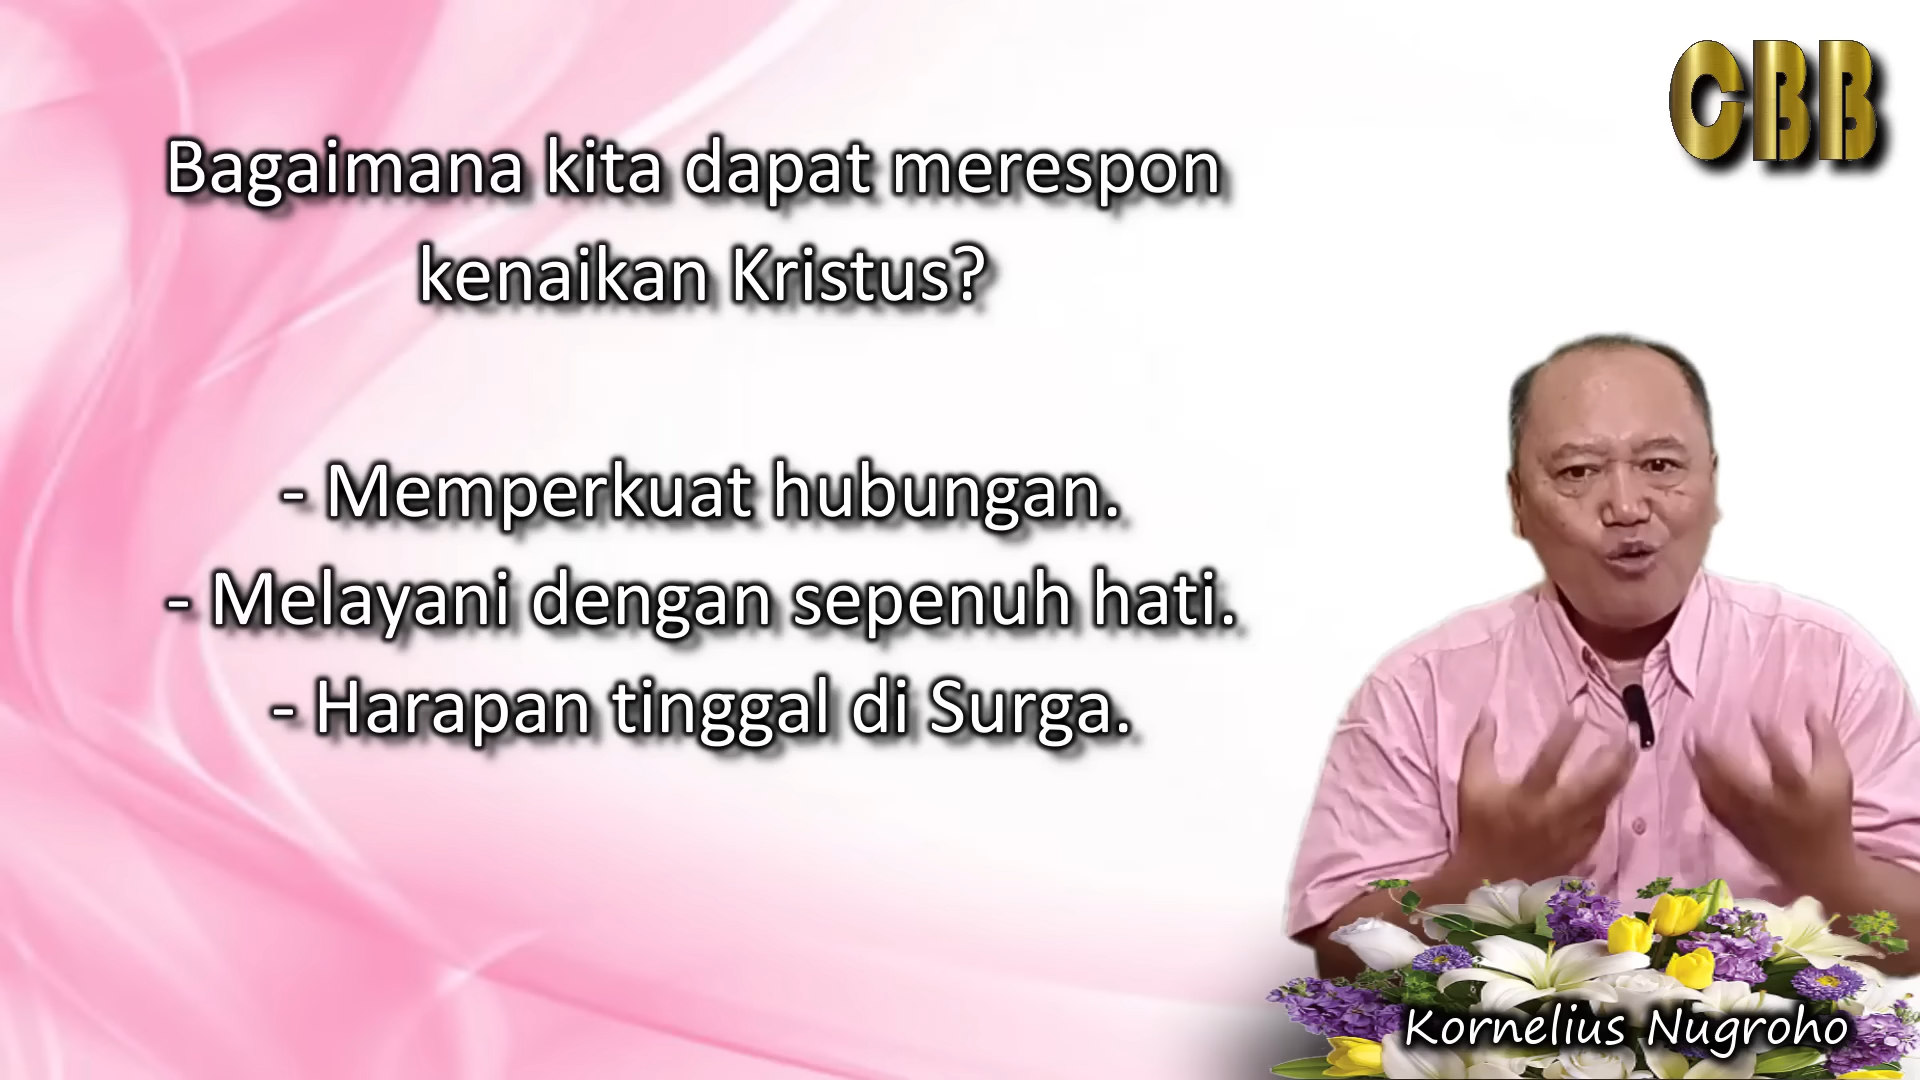 CBB
Bagaimana kita dapat merespon
kenaikan Kristus?
- Memperkuat hubungan.
- Melayani dengan sepenuh hati.
- Harapan tinggal di Surga.
Kornelius Nugroho